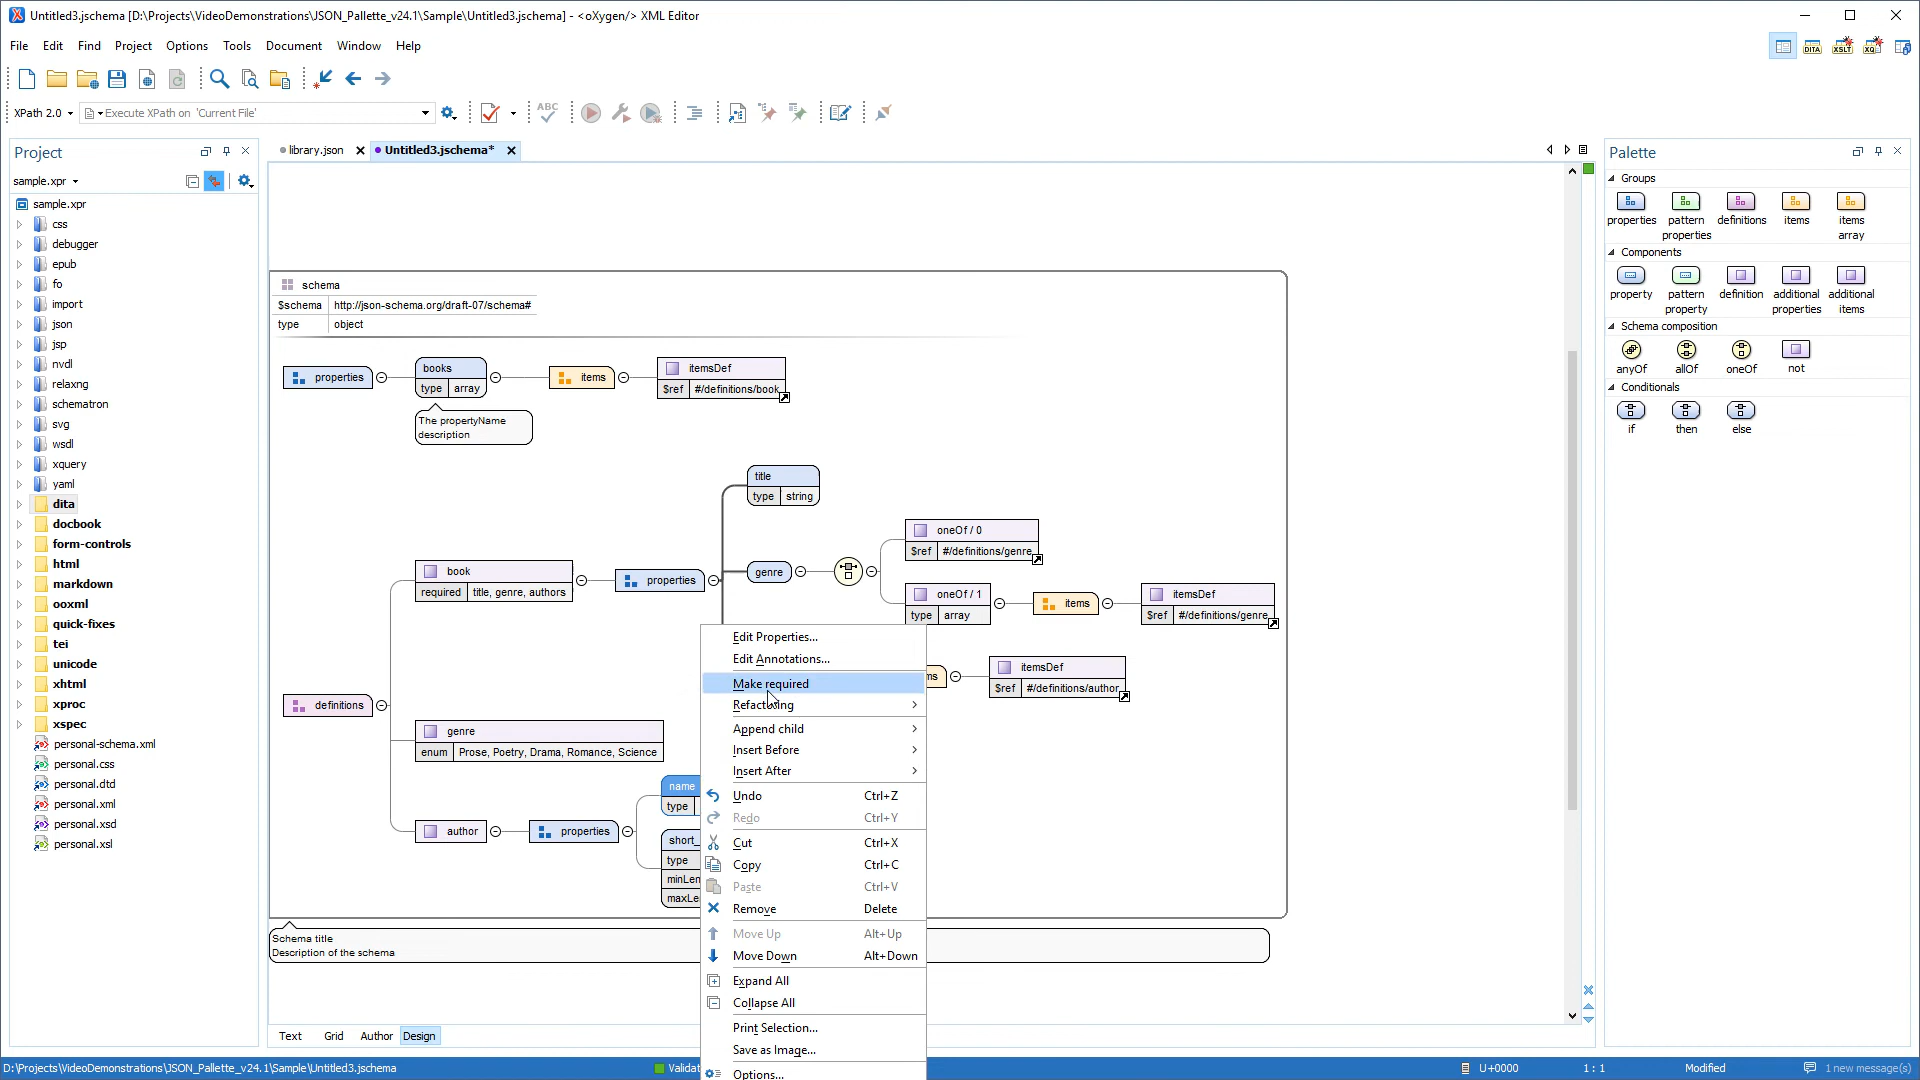 Untitled3.jschema [D:\Projects\VideoDemonstrations\JSON_Pallette_v24.1\Sample\Untitled3.jschema] - <oXygen/> XML Editor
File Edit Find Project Options Tools Document Window Help
DITA XSLT XQ
XPath 2.0 Execute XPath on 'Current File'
ABC
Project
sample.xpr
sample.xpr
css
debugger
epub
fo
import
json
jsp
nvdl
relaxng
schematron
svg
wsdl
xquery
yaml
dita
docbook
form-controls
html
markdown
ooxml
quick-fixes
tei
unicode
xhtml
xproc
xspec
personal-schema.xml
personal.css
personal.dtd
personal.xml
personal.xsd
personal.xsl
library.json Untitled3.jschema*
schema
$schema http://json-schema.org/draft-07/schema#
type object
properties
books
type array
The propertyName
description
items
itemsDef
$ref #/definitions/book
title
type string
oneOf / 0
$ref #/definitions/genre
book
required title, genre, authors
properties
genre
oneOf / 1
type array
items
itemsDef
$ref #/definitions/genre
ms
itemsDef
$ref #/definitions/author
definitions
genre
enum Prose, Poetry, Drama, Romance, Science
author
properties
name
type
short_
type
minLen
maxLe
Schema title
Description of the schema
Edit Properties...
Edit Annotations...
Make required
Refactoring
Append child
Insert Before
Insert After
Undo Ctrl+Z
Redo Ctrl+Y
Cut Ctrl+X
Copy Ctrl+C
Paste Ctrl+V
Remove Delete
Move Up Alt+Up
Move Down Alt+Down
Expand All
Collapse All
Print Selection...
Save as Image...
Options...
Text Grid Author Design
Palette
Groups
properties
pattern
properties
definitions
items
items
array
Components
property
pattern
property
definition
additional
properties
additional
items
Schema composition
anyOf allOf oneOf not
Conditionals
if then else
D:\Projects\VideoDemonstrations\JSON_Pallette_v24.1\Sample\Untitled3.jschema
Validat
U+0000 1 : 1 Modified 1 new message(s)